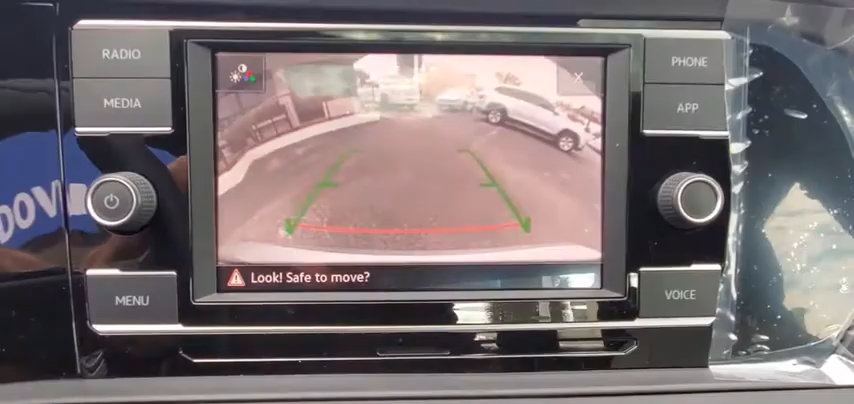 RADIO
MEDIA
MENU
PHONE
APP
VOICE
Look! Safe to move?